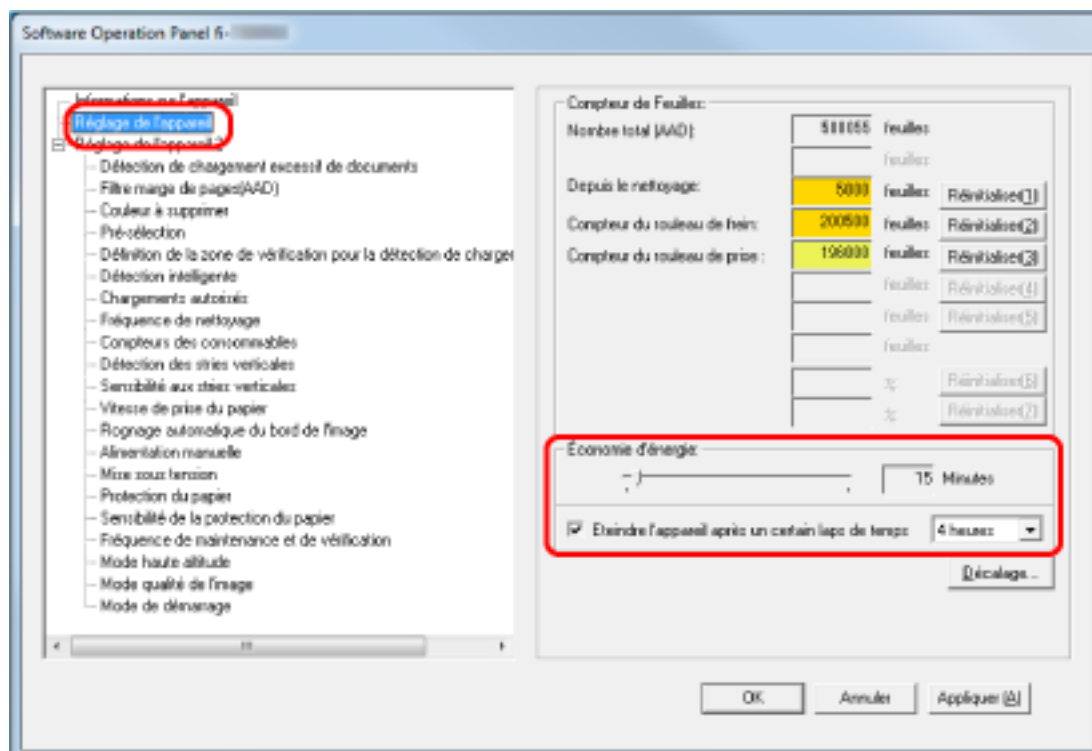 Software Operation Panel fi-
Informations sur l'appareil
Réglage de l'appareil
Réglage de l'appareil 2
Détection de chargement excessif de documents
Filtre marge de pages(AAD)
Couleur à supprimer
Pré-sélection
Définition de la zone de vérification pour la détection de charger
Détection intelligente
Chargements autorisés
Fréquence de nettoyage
Compteurs des consommables
Détection des stries verticales
Sensibilité aux stries verticales
Vitesse de prise du papier
Rognage automatique du bord de l'image
Alimentation manuelle
Mise sous tension
Protection du papier
Sensibilité de la protection du papier
Fréquence de maintenance et de vérification
Mode haute altitude
Mode qualité de l'image
Mode de démarrage
Compteur de Feuilles:
Nombre total (AAD): 500055 feuilles
feuilles
Depuis le nettoyage: 5000 feuilles Réinitialiser(1)
Compteur du rouleau de frein: 200500 feuilles Réinitialiser(2)
Compteur du rouleau de prise : 196000 feuilles Réinitialiser(3)
feuilles Réinitialiser(4)
feuilles Réinitialiser(5)
feuilles
% Réinitialiser(6)
% Réinitialiser(7)
Économie d'énergie:
15 Minutes
Eteindre l'appareil après un certain laps de temps 4 heures
Décalage...
OK Annuler Appliquer (A)